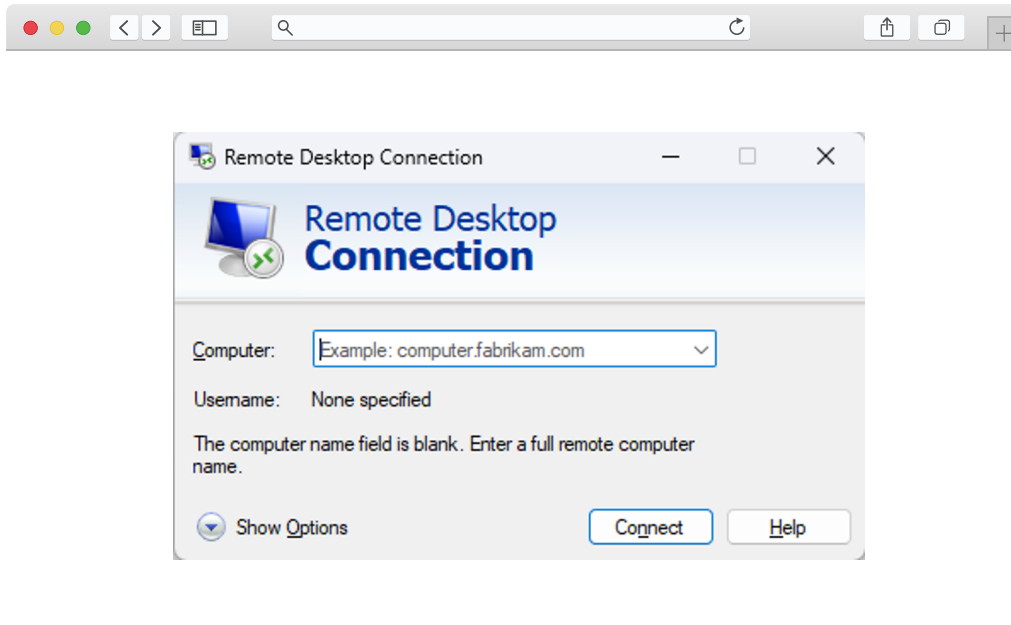 Remote Desktop Connection
Remote Desktop
Connection
Computer:
Example: computer.fabrikam.com
Username:
None specified
The computer name field is blank. Enter a full remote computer
name.
Show Options
Connect
Help